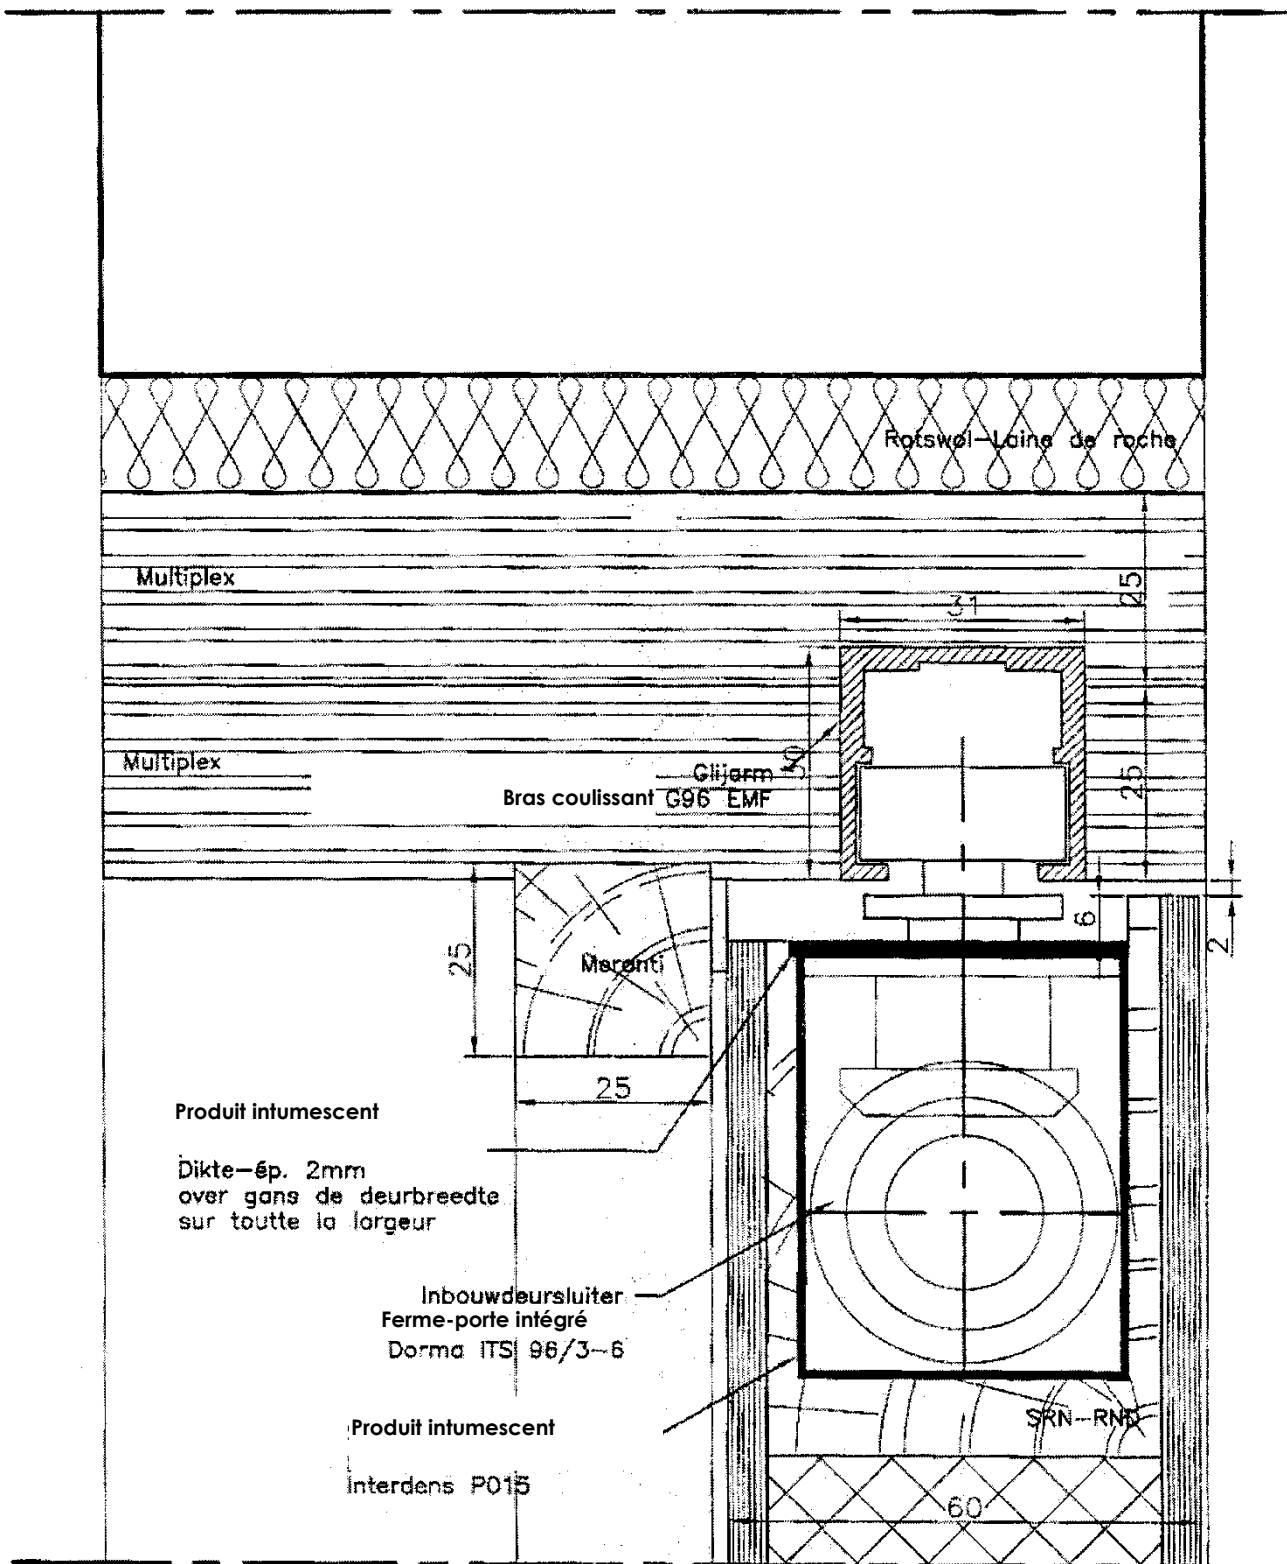 Rotswol-Laine de roche
Multiplex
25
31
Multiplex
30
Glijarm
Bras coulissant G96 EMF
25
6
2
25
Meranti
25
Produit intumescent
Dikte-ép. 2mm
over gans de deurbreedte
sur toutte la largeur
Inbouwdeursluiter
Ferme-porte intégré
Dorma ITS 96/3-6
SRN-RND
Produit intumescent
Interdens P015
60